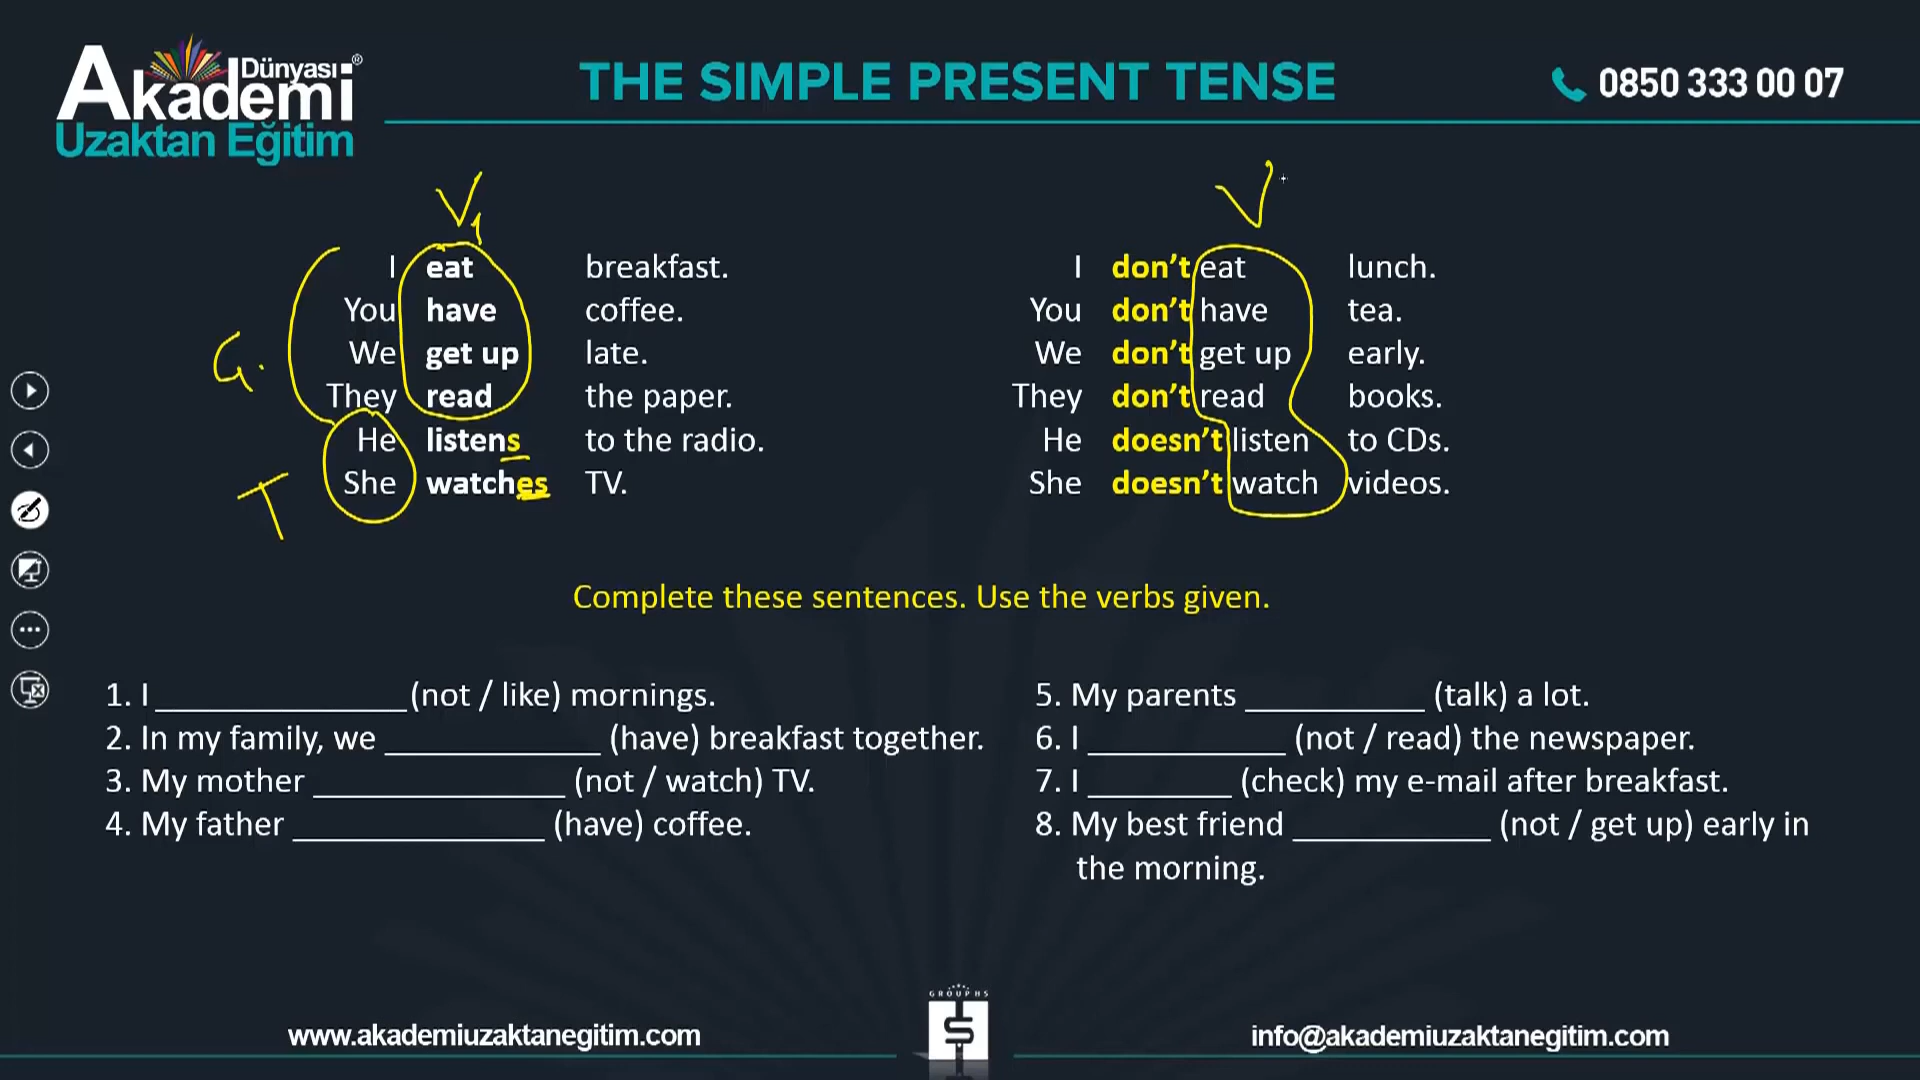 Akademi Dünyası®
Uzaktan Eğitim
THE SIMPLE PRESENT TENSE
0850 333 00 07
V1
V
I eat breakfast.
You have coffee.
We get up late.
They read the paper.
He listens to the radio.
She watches TV.
G.
T
I don't eat lunch.
You don't have tea.
We don't get up early.
They don't read books.
He doesn't listen to CDs.
She doesn't watch videos.
Complete these sentences. Use the verbs given.
1. I ______________ (not / like) mornings.
2. In my family, we ____________ (have) breakfast together.
3. My mother ______________ (not / watch) TV.
4. My father ______________ (have) coffee.
5. My parents __________ (talk) a lot.
6. I ___________ (not / read) the newspaper.
7. I ________ (check) my e-mail after breakfast.
8. My best friend ___________ (not / get up) early in
the morning.
GROUPHS
www.akademiuzaktanegitim.com
info@akademiuzaktanegitim.com